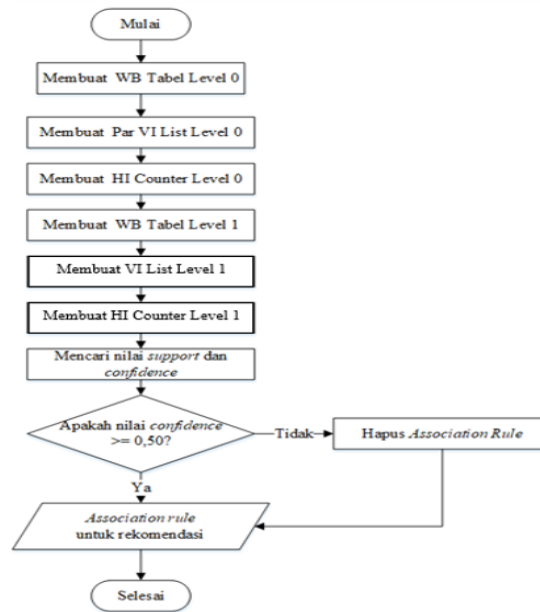 Mulai
Membuat WB Tabel Level 0
Membuat Par VI List Level 0
Membuat HI Counter Level 0
Membuat WB Tabel Level 1
Membuat VI List Level 1
Membuat HI Counter Level 1
Mencari nilai support dan
confidence
Apakah nilai confidence
>= 0,50?
Tidak
Hapus Association Rule
Ya
Association rule
untuk rekomendasi
Selesai